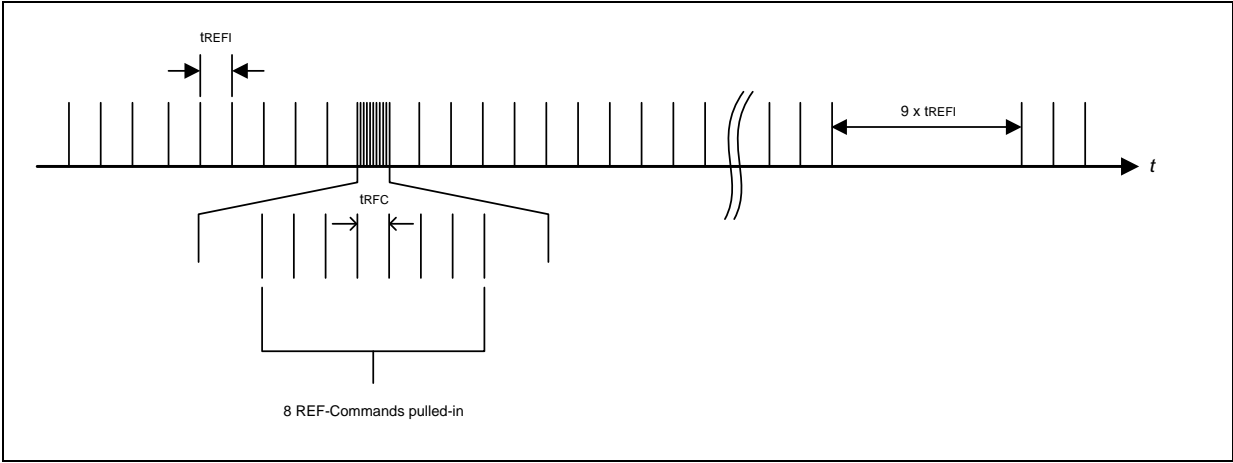 tREFI
9 x tREFI
t
tRFC
8 REF-Commands pulled-in